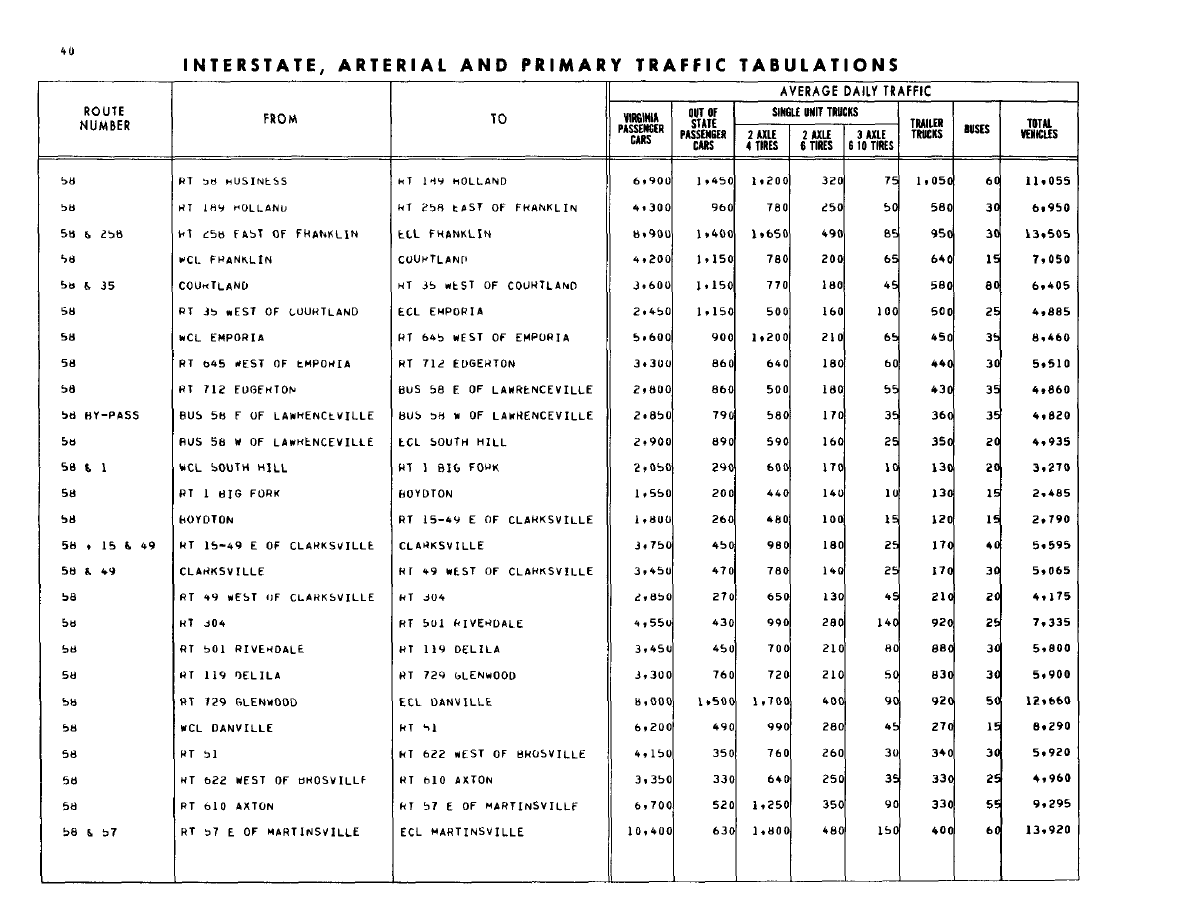 40
INTERSTATE, ARTERIAL AND PRIMARY TRAFFIC TABULATIONS
ROUTE NUMBER FROM TO AVERAGE DAILY TRAFFIC
VIRGINIA PASSENGER CARS OUT OF STATE PASSENGER CARS SINGLE UNIT TRUCKS TRAILER TRUCKS BUSES TOTAL VEHICLES
2 AXLE 4 TIRES 2 AXLE 6 TIRES 3 AXLE 6 10 TIRES
58 RT 58 BUSINESS RT 189 HOLLAND 6,900 1,450 1,200 320 75 1,050 60 11,055
58 RT 189 HOLLAND RT 258 EAST OF FRANKLIN 4,300 960 780 250 50 580 30 6,950
58 & 258 RT 258 EAST OF FRANKLIN ECL FRANKLIN 8,900 1,400 1,650 490 85 950 30 13,505
58 WCL FRANKLIN COURTLAND 4,200 1,150 780 200 65 640 15 7,050
58 & 35 COURTLAND RT 35 WEST OF COURTLAND 3,600 1,150 770 180 45 580 80 6,405
58 RT 35 WEST OF COURTLAND ECL EMPORIA 2,450 1,150 500 160 100 500 25 4,885
58 WCL EMPORIA RT 645 WEST OF EMPORIA 5,600 900 1,200 210 65 450 35 8,460
58 RT 645 WEST OF EMPORIA RT 712 EDGERTON 3,300 860 640 180 60 440 30 5,510
58 RT 712 EDGERTON BUS 58 E OF LAWRENCEVILLE 2,800 860 500 180 55 430 35 4,860
58 BY-PASS BUS 58 E OF LAWRENCEVILLE BUS 58 W OF LAWRENCEVILLE 2,850 790 580 170 35 360 35 4,820
58 BUS 58 W OF LAWRENCEVILLE ECL SOUTH HILL 2,900 890 590 160 25 350 20 4,935
58 & 1 WCL SOUTH HILL RT 1 BIG FORK 2,050 290 600 170 10 130 20 3,270
58 RT 1 BIG FORK BOYDTON 1,550 200 440 140 10 130 15 2,485
58 BOYDTON RT 15-49 E OF CLARKSVILLE 1,800 260 480 100 15 120 15 2,790
58 , 15 & 49 RT 15-49 E OF CLARKSVILLE CLARKSVILLE 3,750 450 980 180 25 170 40 5,595
58 & 49 CLARKSVILLE RT 49 WEST OF CLARKSVILLE 3,450 470 780 140 25 170 30 5,065
58 RT 49 WEST OF CLARKSVILLE RT 304 2,850 270 650 130 45 210 20 4,175
58 RT 304 RT 501 RIVERDALE 4,550 430 990 280 140 920 25 7,335
58 RT 501 RIVERDALE RT 119 DELILA 3,450 450 700 210 80 880 30 5,800
58 RT 119 DELILA RT 729 GLENWOOD 3,300 760 720 210 50 830 30 5,900
58 RT 729 GLENWOOD ECL DANVILLE 8,000 1,500 1,700 400 90 920 50 12,660
58 WCL DANVILLE RT 51 6,200 490 990 280 45 270 15 8,290
58 RT 51 RT 622 WEST OF BROSVILLE 4,150 350 760 260 30 340 30 5,920
58 RT 622 WEST OF BROSVILLE RT 610 AXTON 3,350 330 640 250 35 330 25 4,960
58 RT 610 AXTON RT 57 E OF MARTINSVILLE 6,700 520 1,250 350 90 330 55 9,295
58 & 57 RT 57 E OF MARTINSVILLE ECL MARTINSVILLE 10,400 630 1,800 480 150 400 60 13,920